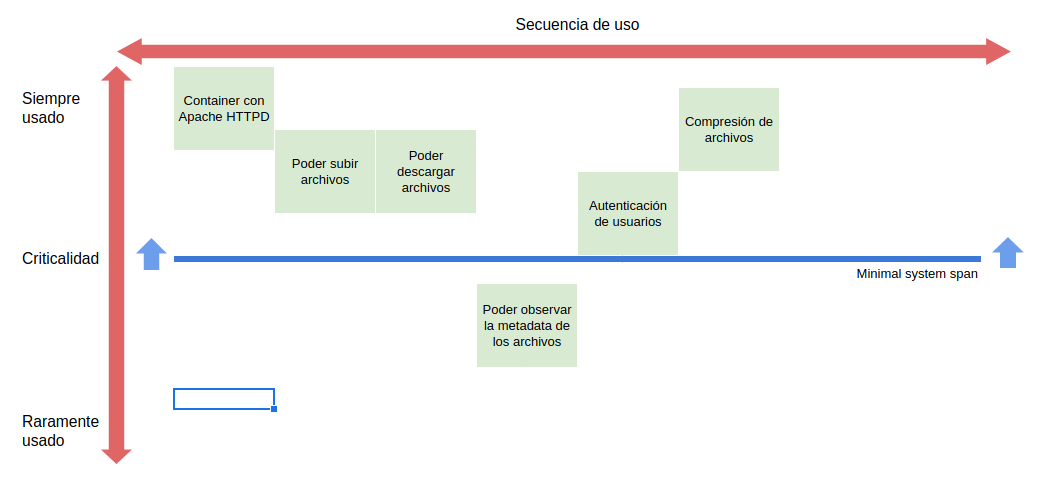 Secuencia de uso
Siempre
usado
Container con
Apache HTTPD
Poder subir
archivos
Poder
descargar
archivos
Compresión de
archivos
Autenticación
de usuarios
Criticalidad
Minimal system span
Poder observar
la metadata de
los archivos
Raramente
usado